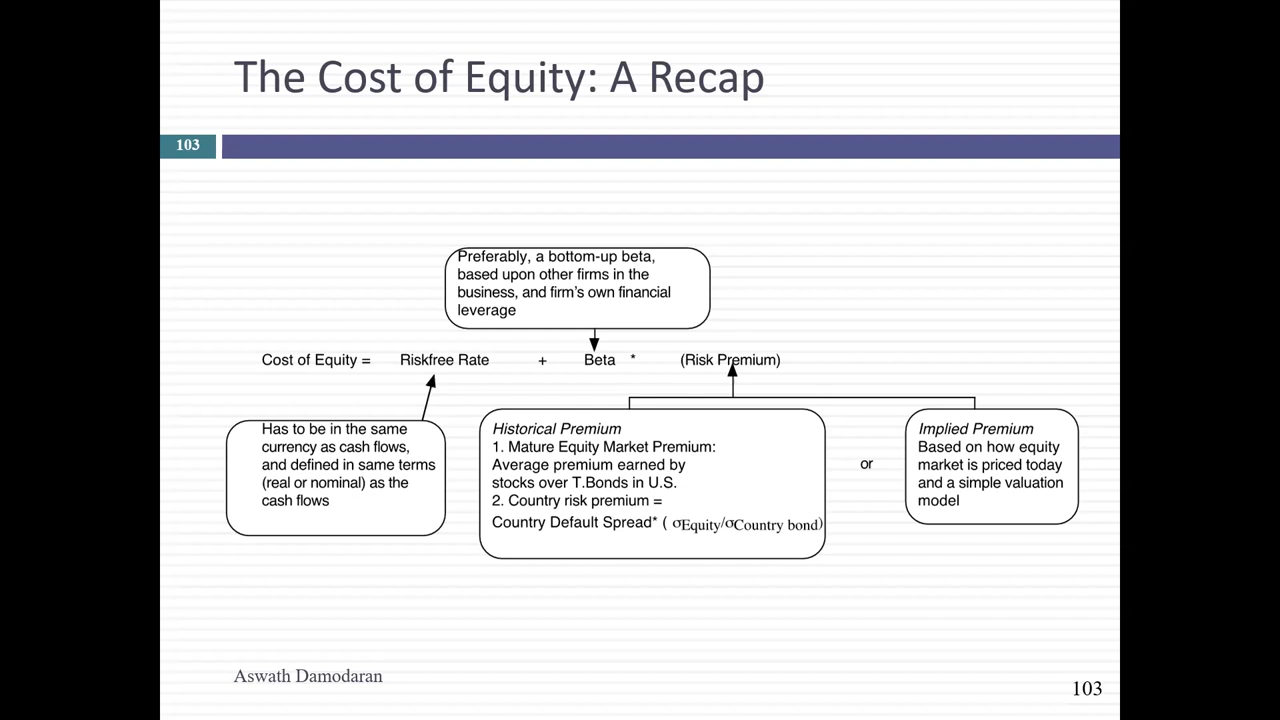 The Cost of Equity: A Recap
103
Preferably, a bottom-up beta,
based upon other firms in the
business, and firm's own financial
leverage
Cost of Equity = Riskfree Rate + Beta * (Risk Premium)
Has to be in the same
currency as cash flows,
and defined in same terms
(real or nominal) as the
cash flows
Historical Premium
1. Mature Equity Market Premium:
Average premium earned by
stocks over T.Bonds in U.S.
2. Country risk premium =
Country Default Spread* ( σEquity/σCountry bond)
or
Implied Premium
Based on how equity
market is priced today
and a simple valuation
model
Aswath Damodaran
103